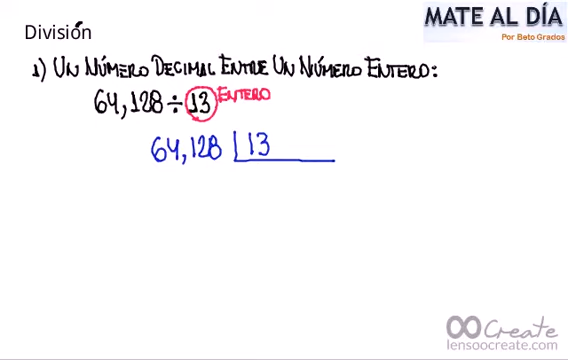 MATE AL DÍA
Por Beto Grados
División
1) UN NÚMERO DECIMAL ENTRE UN NÚMERO ENTERO:
64,128 ÷ 13 ENTERO
64,128 13
Create
lensoocreate.com